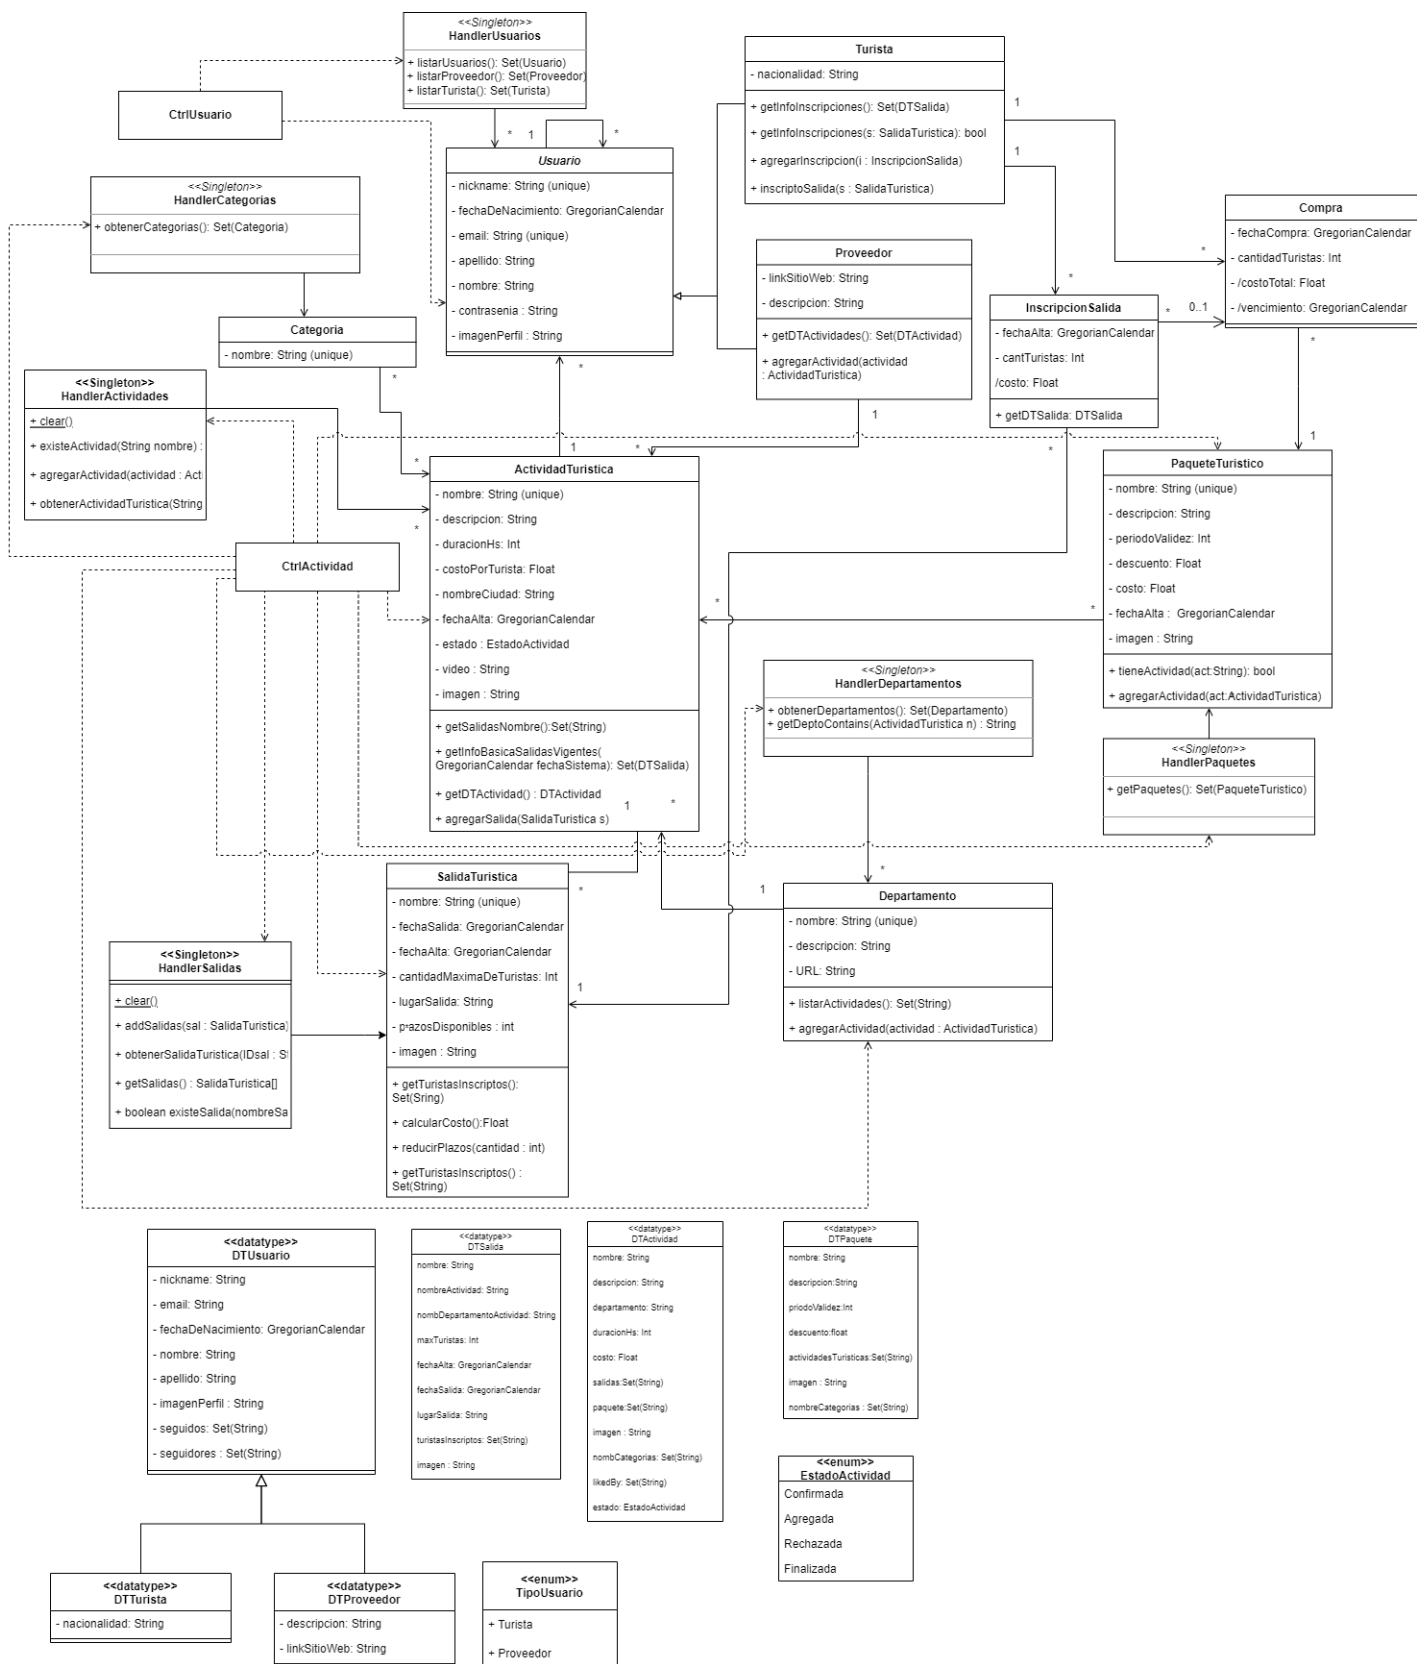 <<Singleton>>
HandlerUsuarios
+ listarUsuarios(): Set(Usuario)
+ listarProveedor(): Set(Proveedor)
+ listarTurista(): Set(Turista)
CtrlUsuario
*
1
*
Usuario
- nickname: String (unique)
- fechaDeNacimiento: GregorianCalendar
- email: String (unique)
- apellido: String
- nombre: String
- contrasenia : String
- imagenPerfil : String
*
Turista
- nacionalidad: String
+ getInfoInscripciones(): Set(DTSalida)
+ getInfoInscripciones(s: SalidaTuristica): bool
+ agregarInscripcion(i : InscripcionSalida)
+ inscriptoSalida(s : SalidaTuristica)
1
1
*
*
Compra
- fechaCompra: GregorianCalendar
- cantidadTuristas: Int
- /costoTotal: Float
- /vencimiento: GregorianCalendar
*
1
<<Singleton>>
HandlerCategorias
+ obtenerCategorias(): Set(Categoria)
Categoria
- nombre: String (unique)
*
*
Proveedor
- linkSitioWeb: String
- descripcion: String
+ getDTActividades(): Set(DTActividad)
+ agregarActividad(actividad
: ActividadTuristica)
1
*
InscripcionSalida
- fechaAlta: GregorianCalendar
- cantTuristas: Int
/costo: Float
+ getDTSalida: DTSalida
*
0..1
*
<<Singleton>>
HandlerActividades
+ clear()
+ existeActividad(String nombre) :
+ agregarActividad(actividad : Acti
+ obtenerActividadTuristica(String
*
CtrlActividad
1
ActividadTuristica
- nombre: String (unique)
- descripcion: String
- duracionHs: Int
- costoPorTurista: Float
- nombreCiudad: String
- fechaAlta: GregorianCalendar
- estado : EstadoActividad
- video : String
- imagen : String
+ getSalidasNombre():Set(String)
+ getInfoBasicaSalidasVigentes(
GregorianCalendar fechaSistema): Set(DTSalida)
+ getDTActividad() : DTActividad
+ agregarSalida(SalidaTuristica s)
1
*
*
*
PaqueteTuristico
- nombre: String (unique)
- descripcion: String
- periodoValidez: Int
- descuento: Float
- costo: Float
- fechaAlta :  GregorianCalendar
- imagen : String
+ tieneActividad(act:String): bool
+ agregarActividad(act:ActividadTuristica)
<<Singleton>>
HandlerDepartamentos
+ obtenerDepartamentos(): Set(Departamento)
+ getDeptoContains(ActividadTuristica n) : String
<<Singleton>>
HandlerPaquetes
+ getPaquetes(): Set(PaqueteTuristico)
*
1
Departamento
- nombre: String (unique)
- descripcion: String
- URL: String
+ listarActividades(): Set(String)
+ agregarActividad(actividad : ActividadTuristica)
SalidaTuristica
- nombre: String (unique)
- fechaSalida: GregorianCalendar
- fechaAlta: GregorianCalendar
- cantidadMaximaDeTuristas: Int
- lugarSalida: String
- plazosDisponibles : int
- imagen : String
+ getTuristasInscriptos():
Set(Sring)
+ calcularCosto():Float
+ reducirPlazos(cantidad : int)
+ getTuristasInscriptos() :
Set(String)
*
1
<<Singleton>>
HandlerSalidas
+ clear()
+ addSalidas(sal : SalidaTuristica)
+ obtenerSalidaTuristica(IDsal : St
+ getSalidas() : SalidaTuristica[]
+ boolean existeSalida(nombreSa
<<datatype>>
DTUsuario
- nickname: String
- email: String
- fechaDeNacimiento: GregorianCalendar
- nombre: String
- apellido: String
- imagenPerfil : String
- seguidos: Set(String)
- seguidores : Set(String)
<<datatype>>
DTSalida
nombre: String
nombreActividad: String
nombDepartamentoActividad: String
maxTuristas: Int
fechaAlta: GregorianCalendar
fechaSalida: GregorianCalendar
lugarSalida: String
turistasInscriptos: Set(String)
imagen : String
<<datatype>>
DTActividad
nombre: String
descripcion: String
departamento: String
duracionHs: Int
costo: Float
salidas:Set(String)
paquete:Set(String)
imagen : String
nombCategorias: Set(String)
likedBy: Set(String)
estado: EstadoActividad
<<datatype>>
DTPaquete
nombre: String
descripcion:String
priodoValidez:Int
descuento:float
actividadesTuristicas:Set(String)
imagen : String
nombreCategorias : Set(String)
<<enum>>
EstadoActividad
Confirmada
Agregada
Rechazada
Finalizada
<<datatype>>
DTTurista
- nacionalidad: String
<<datatype>>
DTProveedor
- descripcion: String
- linkSitioWeb: String
<<enum>>
TipoUsuario
+ Turista
+ Proveedor